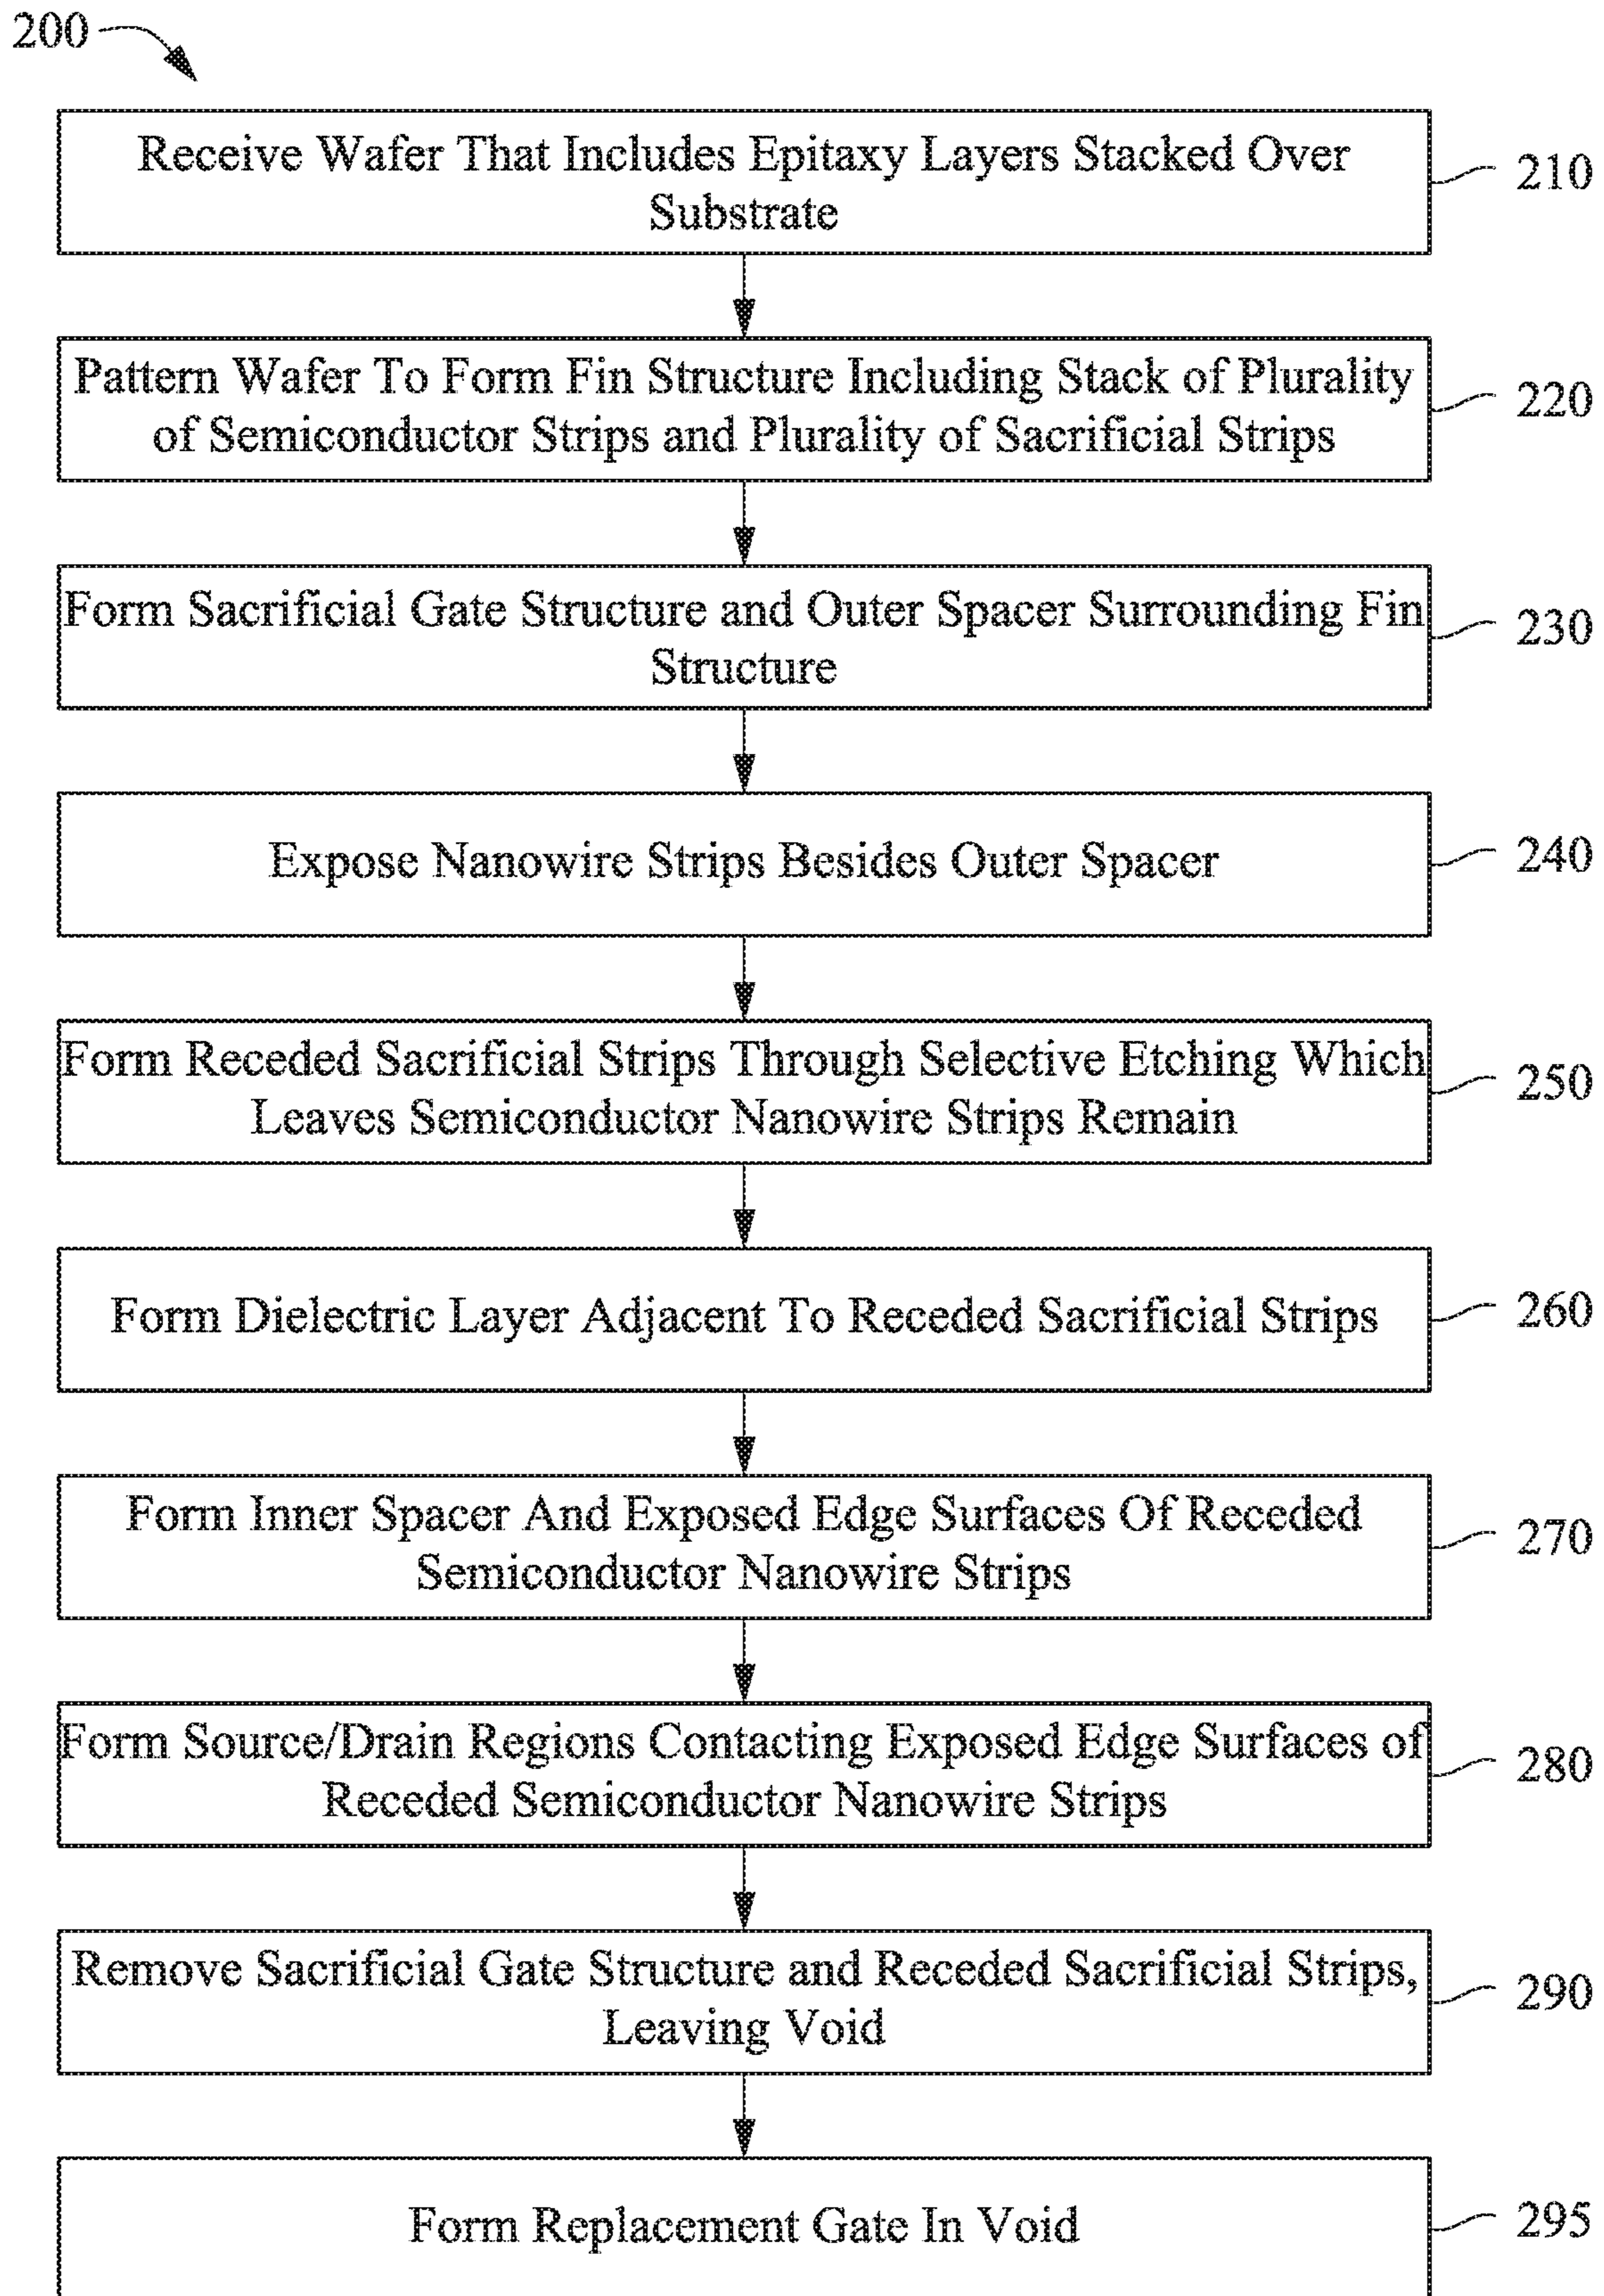 200
Receive Wafer That Includes Epitaxy Layers Stacked Over
Substrate
210
Pattern Wafer To Form Fin Structure Including Stack of Plurality
of Semiconductor Strips and Plurality of Sacrificial Strips
220
Form Sacrificial Gate Structure and Outer Spacer Surrounding Fin
Structure
230
Expose Nanowire Strips Besides Outer Spacer
240
Form Receded Sacrificial Strips Through Selective Etching Which
Leaves Semiconductor Nanowire Strips Remain
250
Form Dielectric Layer Adjacent To Receded Sacrificial Strips
260
Form Inner Spacer And Exposed Edge Surfaces Of Receded
Semiconductor Nanowire Strips
270
Form Source/Drain Regions Contacting Exposed Edge Surfaces of
Receded Semiconductor Nanowire Strips
280
Remove Sacrificial Gate Structure and Receded Sacrificial Strips,
Leaving Void
290
Form Replacement Gate In Void
295